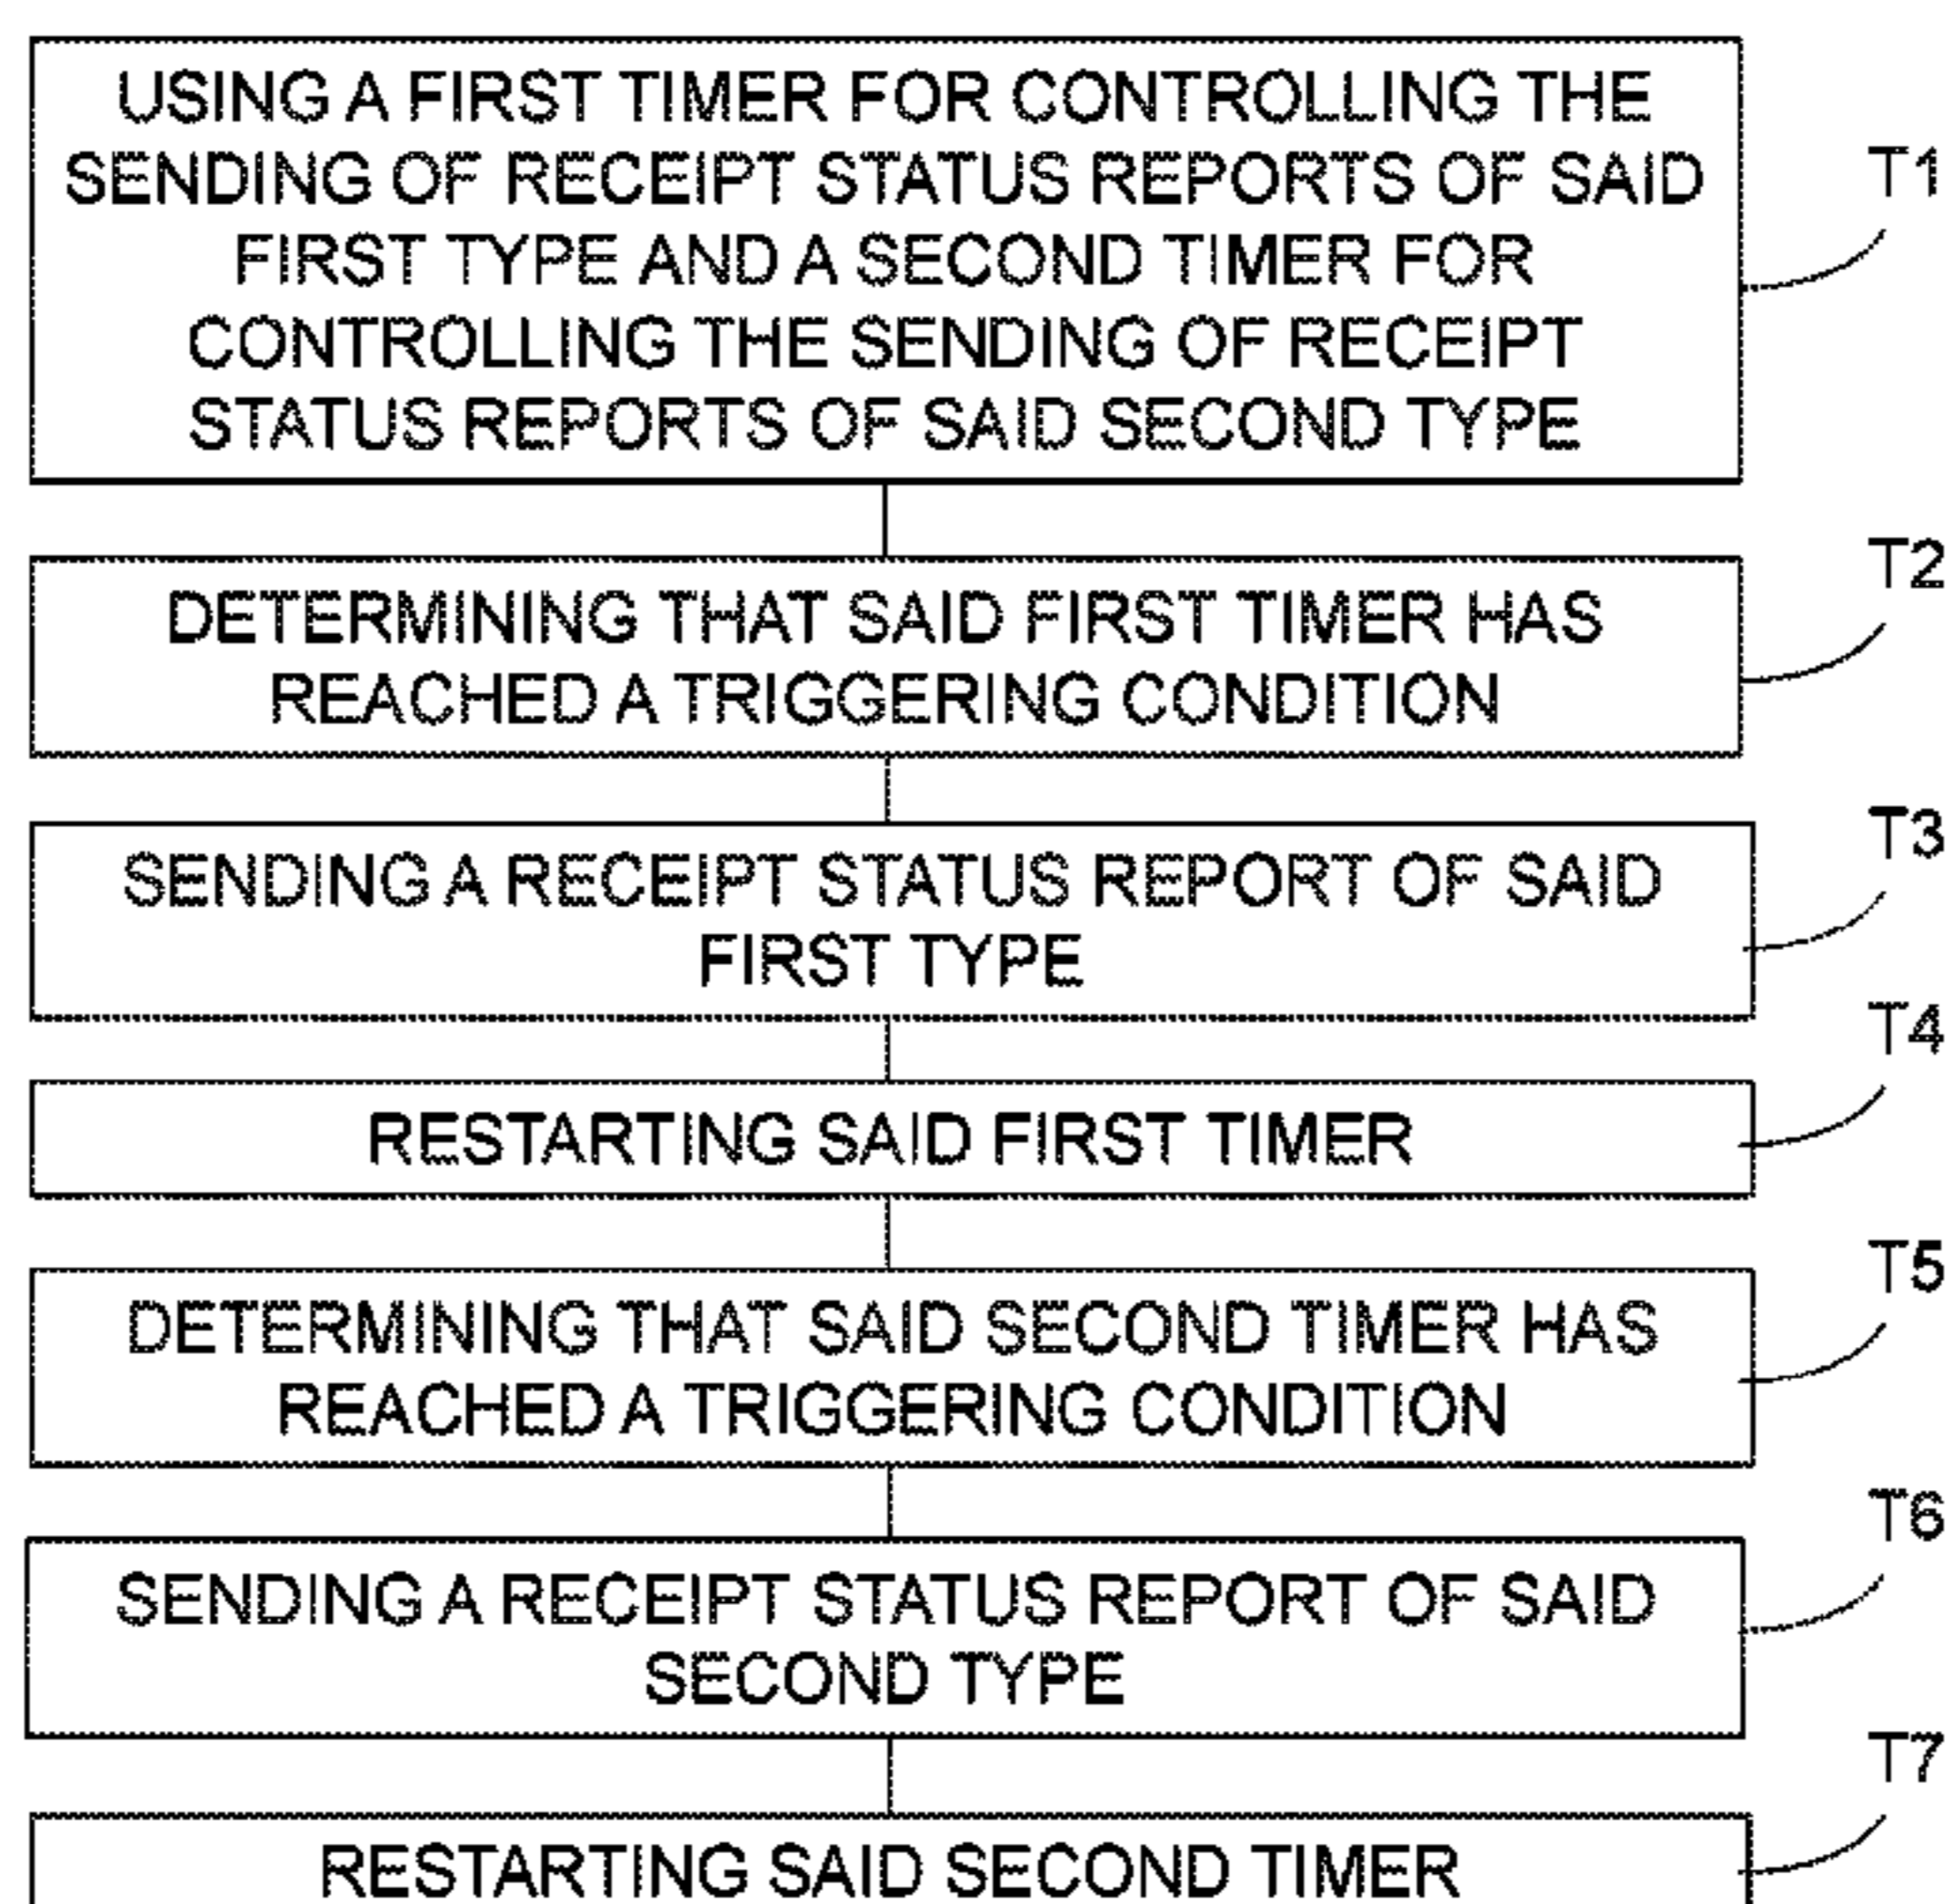 USING A FIRST TIMER FOR CONTROLLING THE
SENDING OF RECEIPT STATUS REPORTS OF SAID
FIRST TYPE AND A SECOND TIMER FOR
CONTROLLING THE SENDING OF RECEIPT
STATUS REPORTS OF SAID SECOND TYPE
T1
DETERMINING THAT SAID FIRST TIMER HAS
REACHED A TRIGGERING CONDITION
T2
SENDING A RECEIPT STATUS REPORT OF SAID
FIRST TYPE
T3
RESTARTING SAID FIRST TIMER
T4
DETERMINING THAT SAID SECOND TIMER HAS
REACHED A TRIGGERING CONDITION
T5
SENDING A RECEIPT STATUS REPORT OF SAID
SECOND TYPE
T6
RESTARTING SAID SECOND TIMER
T7